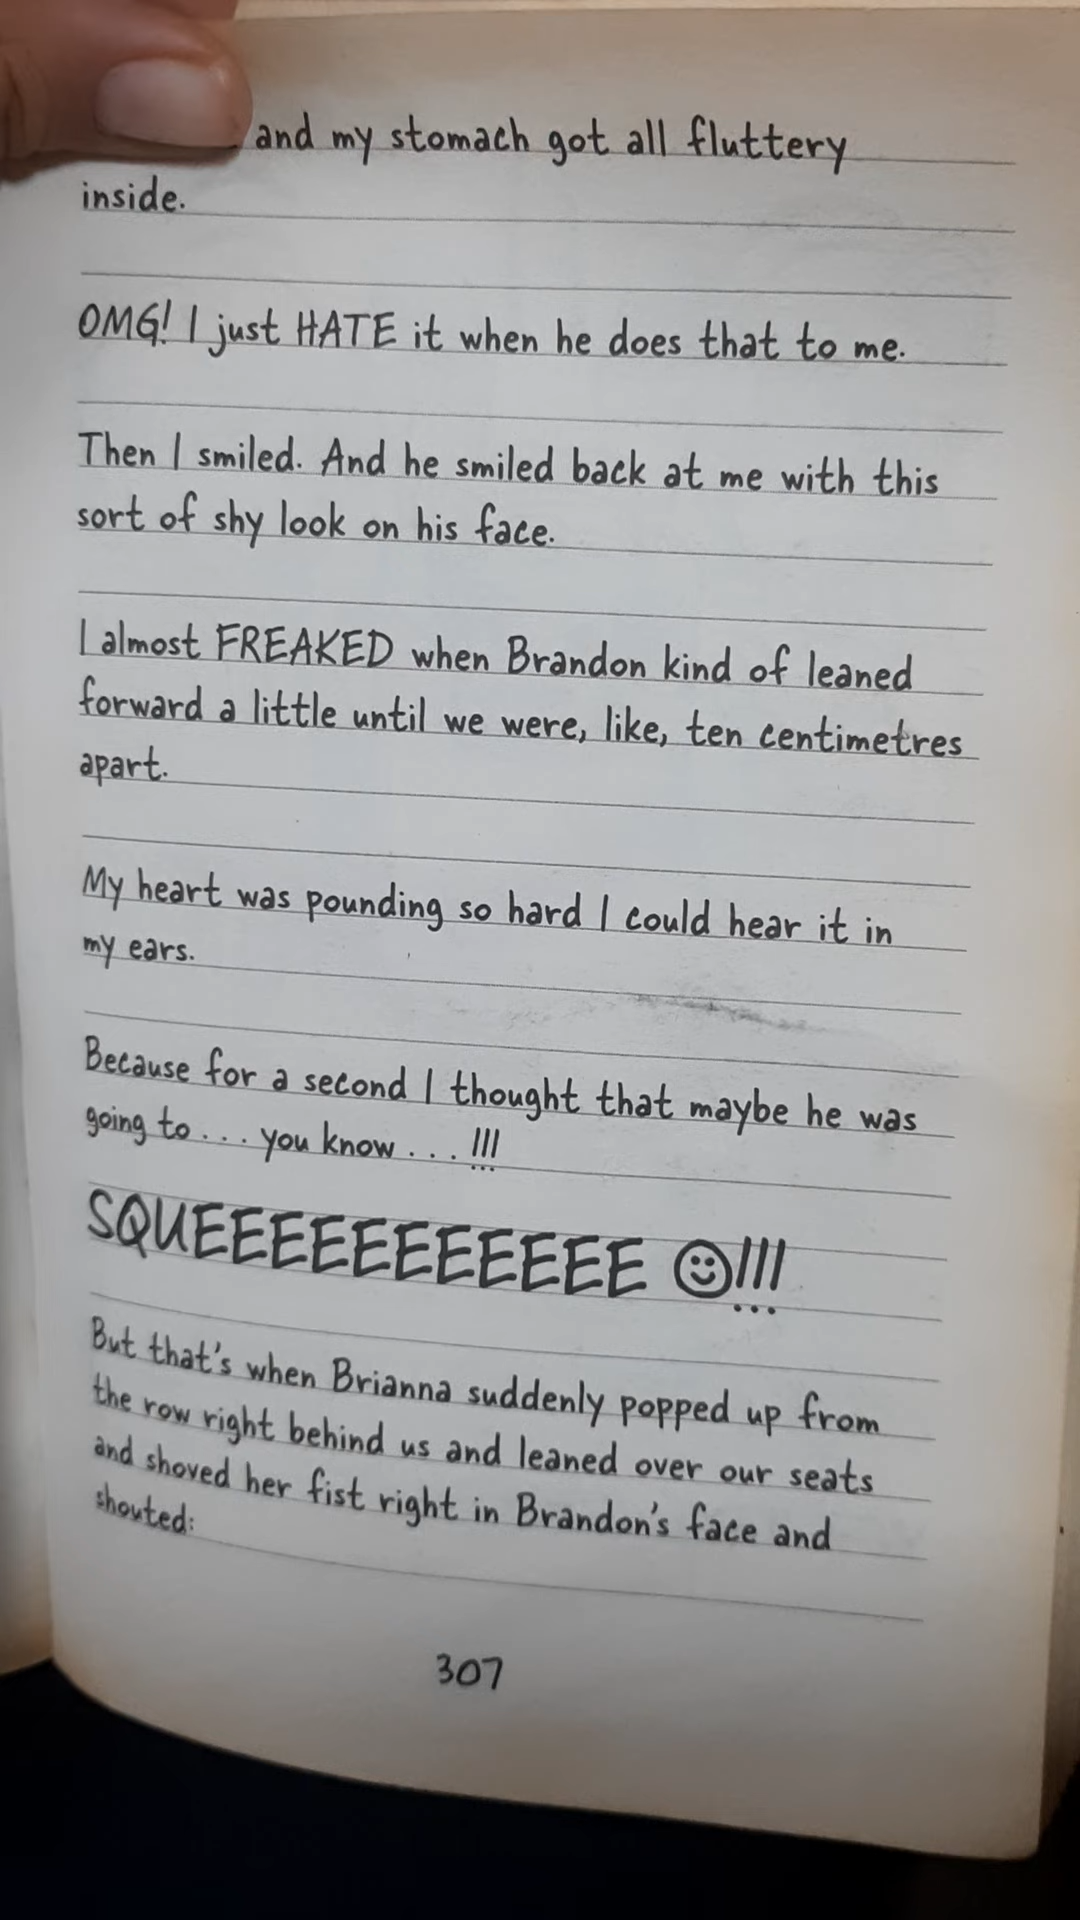 and my stomach got all fluttery
inside.
OMG! I just HATE it when he does that to me.
Then I smiled. And he smiled back at me with this
sort of shy look on his face.
I almost FREAKED when Brandon kind of leaned
forward a little until we were, like, ten centimetres
apart.
My heart was pounding so hard I could hear it in
my ears.
Because for a second I thought that maybe he was
going to . . . you know . . . !!!
SQUEEEEEEEEEEEE ☺!!!
But that's when Brianna suddenly popped up from
the row right behind us and leaned over our seats
and shoved her fist right in Brandon's face and
shouted:
307